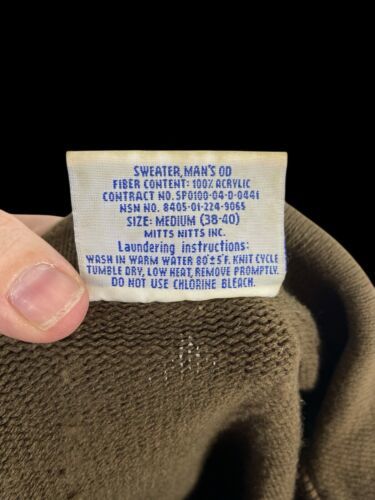 SWEATER, MAN'S OD
FIBER CONTENT: 100% ACRYLIC
CONTRACT NO. SP0100-04-D-0441
NSN NO. 8405-01-224-9065
SIZE: MEDIUM (38-40)
MITTS NITTS INC.
Laundering instructions:
WASH IN WARM WATER 80°±5°F. KNIT CYCLE
TUMBLE DRY, LOW HEAT, REMOVE PROMPTLY.
DO NOT USE CHLORINE BLEACH.